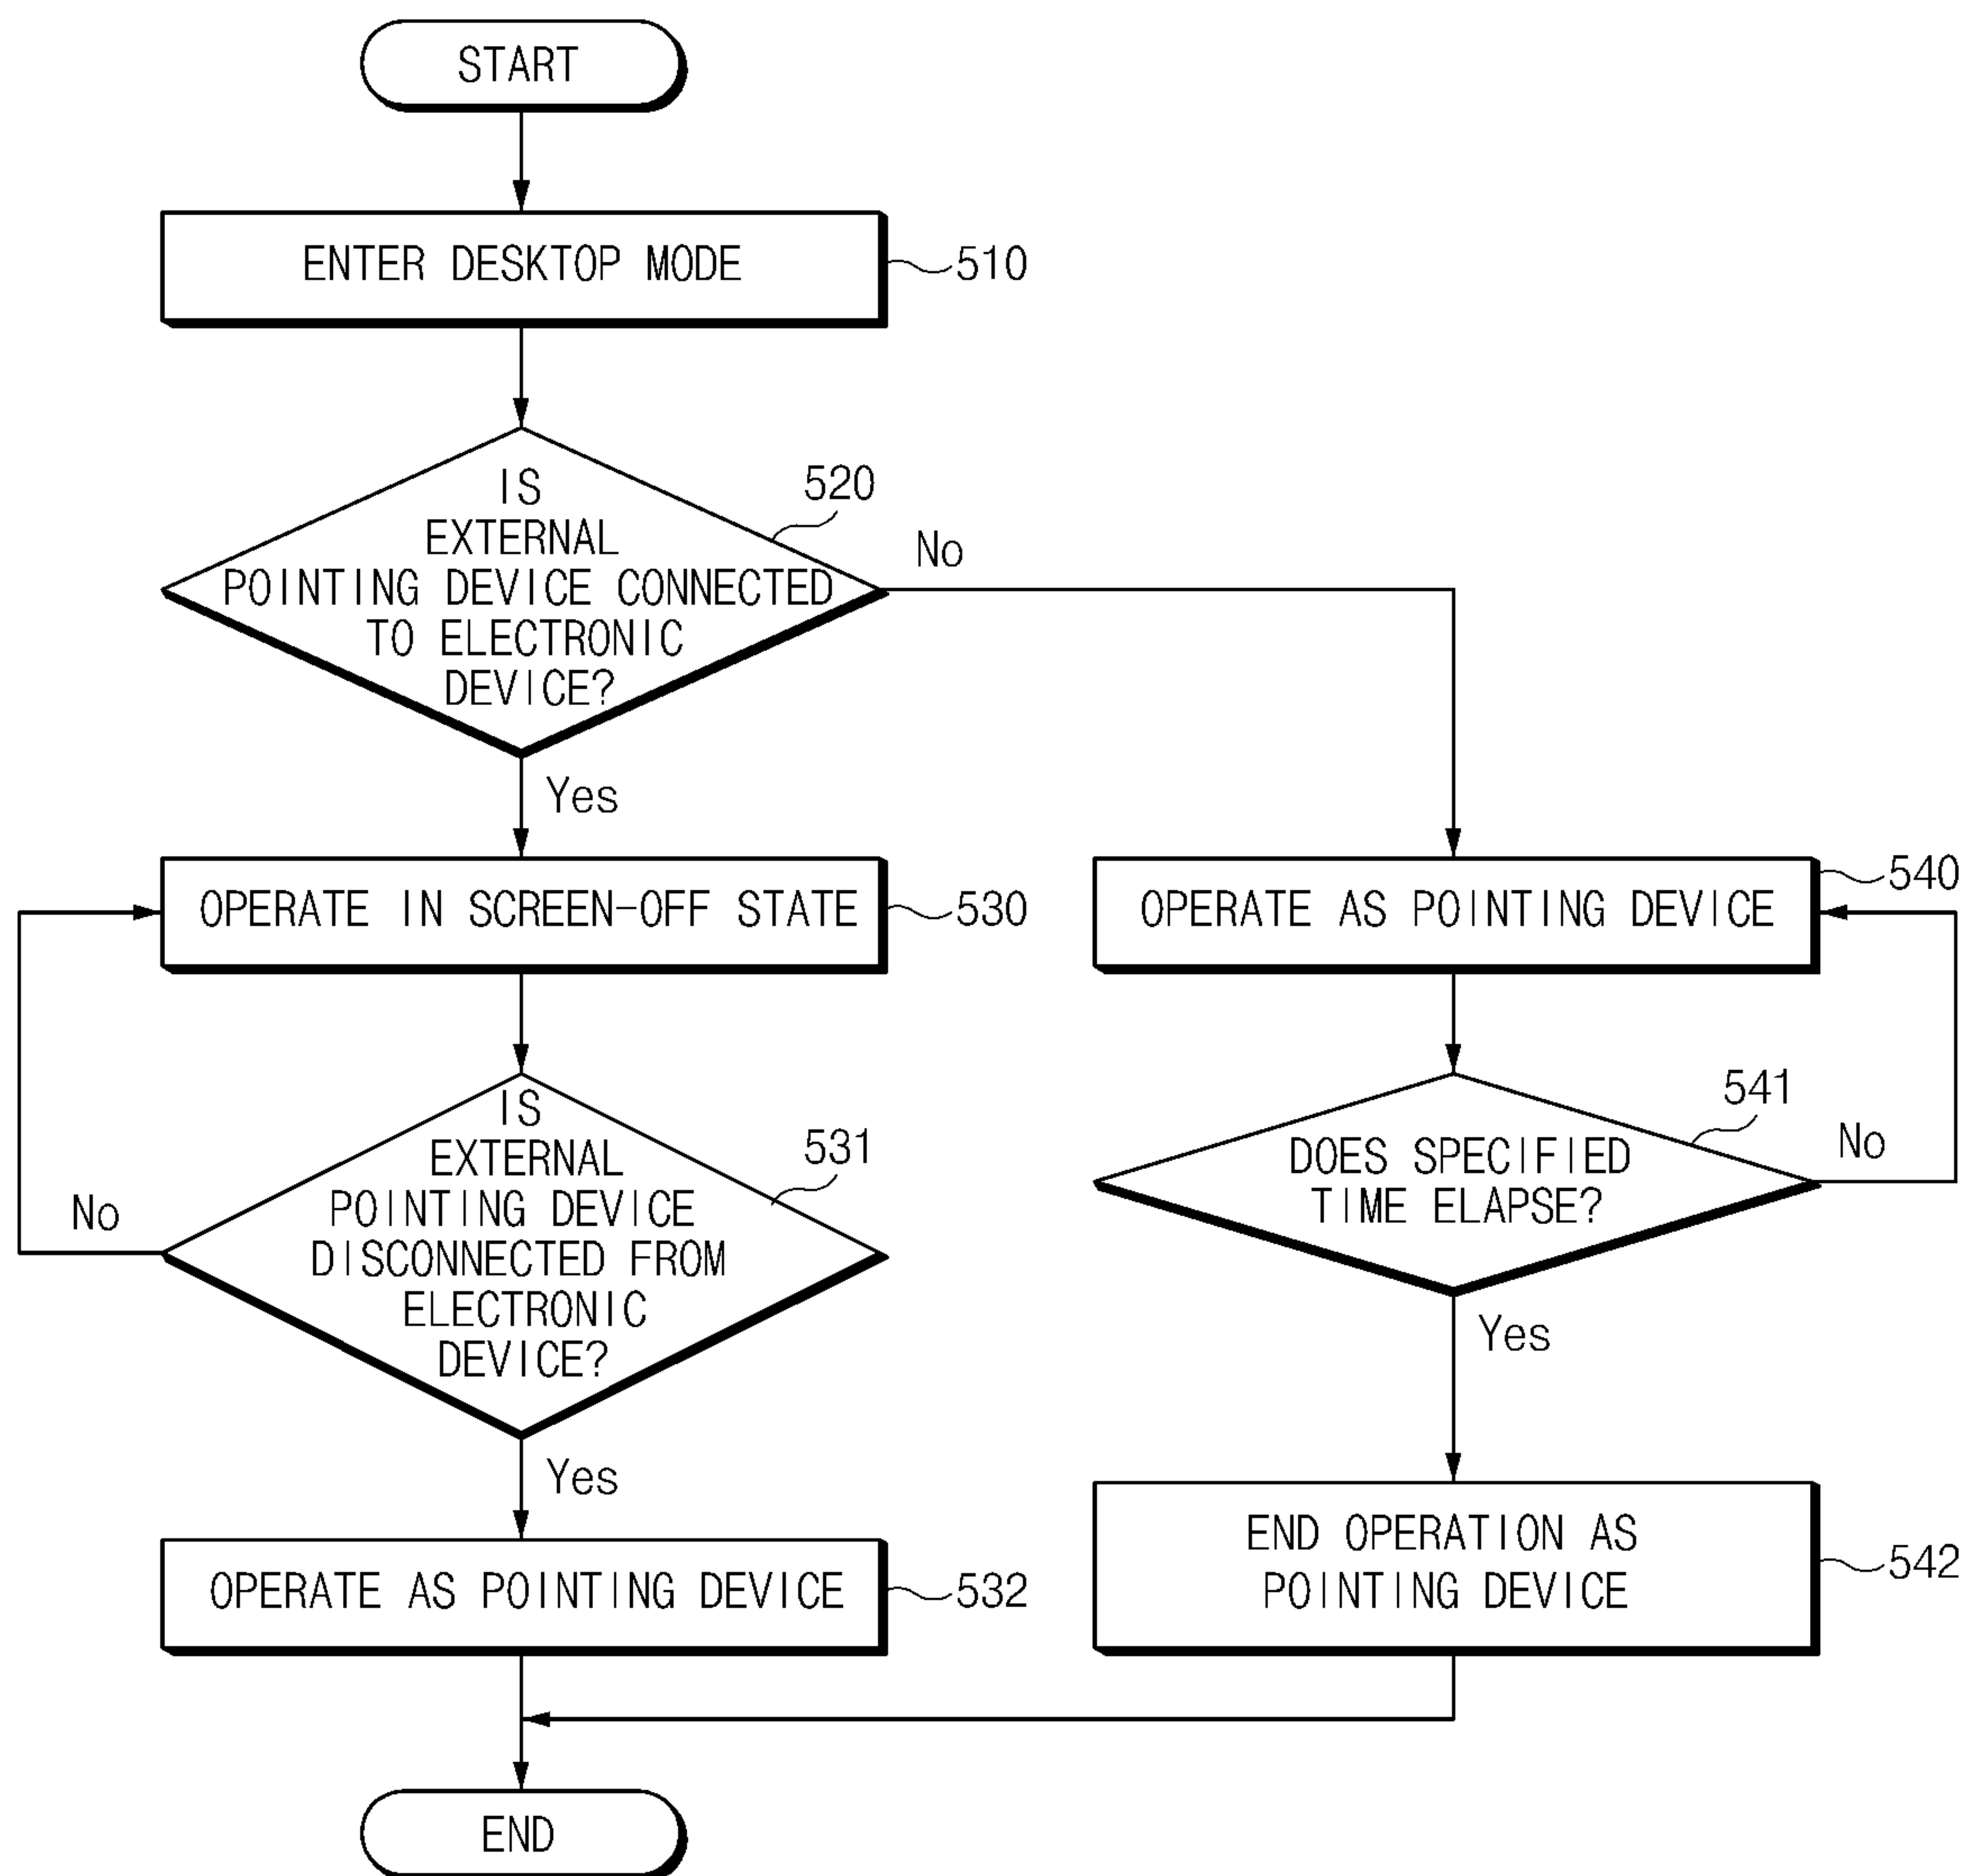 START
ENTER DESKTOP MODE
510
IS
EXTERNAL
POINTING DEVICE CONNECTED
TO ELECTRONIC
DEVICE?
520
No
Yes
OPERATE IN SCREEN-OFF STATE
530
OPERATE AS POINTING DEVICE
540
IS
EXTERNAL
POINTING DEVICE
DISCONNECTED FROM
ELECTRONIC
DEVICE?
531
No
Yes
DOES SPECIFIED
TIME ELAPSE?
541
No
Yes
OPERATE AS POINTING DEVICE
532
END OPERATION AS
POINTING DEVICE
542
END